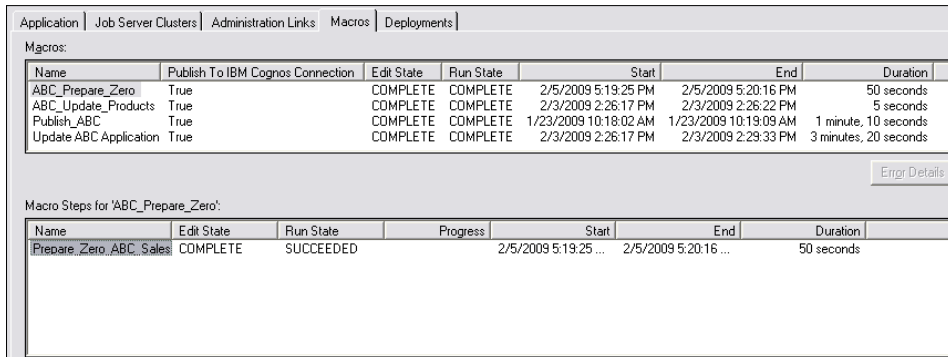 Application Job Server Clusters Administration Links Macros Deployments
Macros:
Name Publish To IBM Cognos Connection Edit State Run State Start End Duration
ABC_Prepare_Zero True COMPLETE COMPLETE 2/5/2009 5:19:25 PM 2/5/2009 5:20:16 PM 50 seconds
ABC_Update_Products True COMPLETE COMPLETE 2/3/2009 2:26:17 PM 2/3/2009 2:26:22 PM 5 seconds
Publish_ABC True COMPLETE COMPLETE 1/23/2009 10:18:02 AM 1/23/2009 10:19:09 AM 1 minute, 10 seconds
Update ABC Application True COMPLETE COMPLETE 2/3/2009 2:26:17 PM 2/3/2009 2:29:33 PM 3 minutes, 20 seconds
Error Details
Macro Steps for 'ABC_Prepare_Zero':
Name Edit State Run State Progress Start End Duration
Prepare_Zero_ABC_Sales COMPLETE SUCCEEDED 2/5/2009 5:19:25 ... 2/5/2009 5:20:16 ... 50 seconds